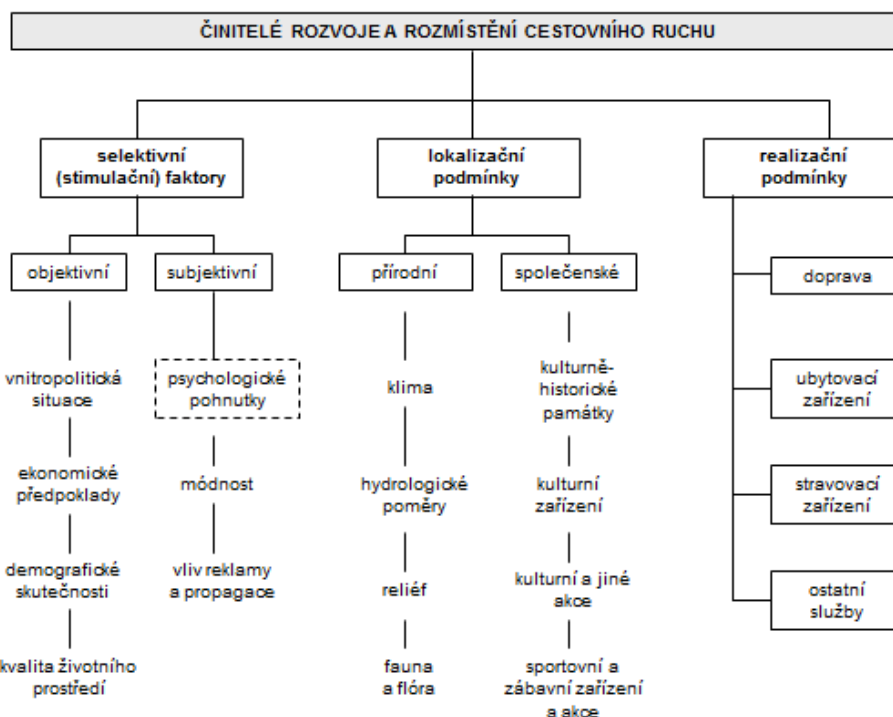 ČINITELÉ ROZVOJE A ROZMÍSTĚNÍ CESTOVNÍHO RUCHU
selektivní
(stimulační) faktory
lokalizační
podmínky
realizační
podmínky
objektivní
subjektivní
přírodní
společenské
doprava
vnitropolitická
situace
psychologické
pohnutky
klima
kulturně-
historické
památky
ubytovací
zařízení
ekonomické
předpoklady
módnost
hydrologické
poměry
kulturní
zařízení
stravovací
zařízení
demografické
skutečnosti
vliv reklamy
a propagace
reliéf
kulturní a jiné
akce
ostatní
služby
kvalita životního
prostředí
fauna
a flóra
sportovní a
zábavní zařízení
a akce